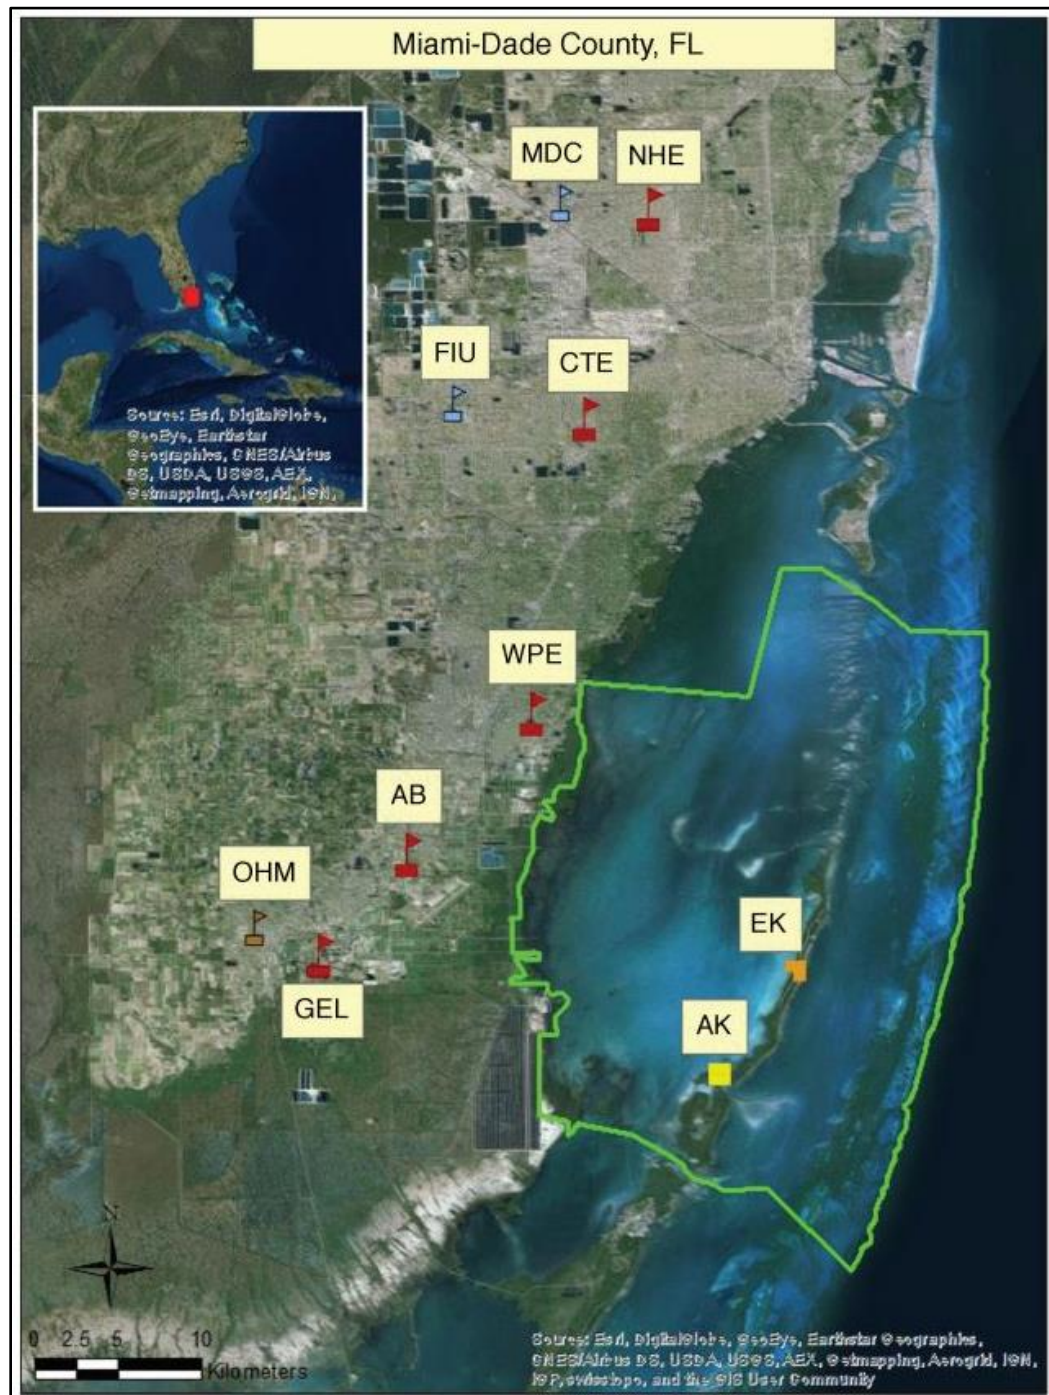 Miami-Dade County, FL
MDC
NHE
FIU
CTE
Source: Esri, DigitalGlobe,
GeoEye, Earthstar
Geographics, CNES/Airbus
DS, USDA, USGS, AEX,
Getmapping, Aerogrid, IGN,
WPE
AB
OHM
EK
GEL
AK
N
0 2.5 5 10
Kilometers
Source: Esri, DigitalGlobe, GeoEye, Earthstar Geographics,
CNES/Airbus DS, USDA, USGS, AEX, Getmapping, Aerogrid, IGN,
IGP, swisstopo, and the GIS User Community